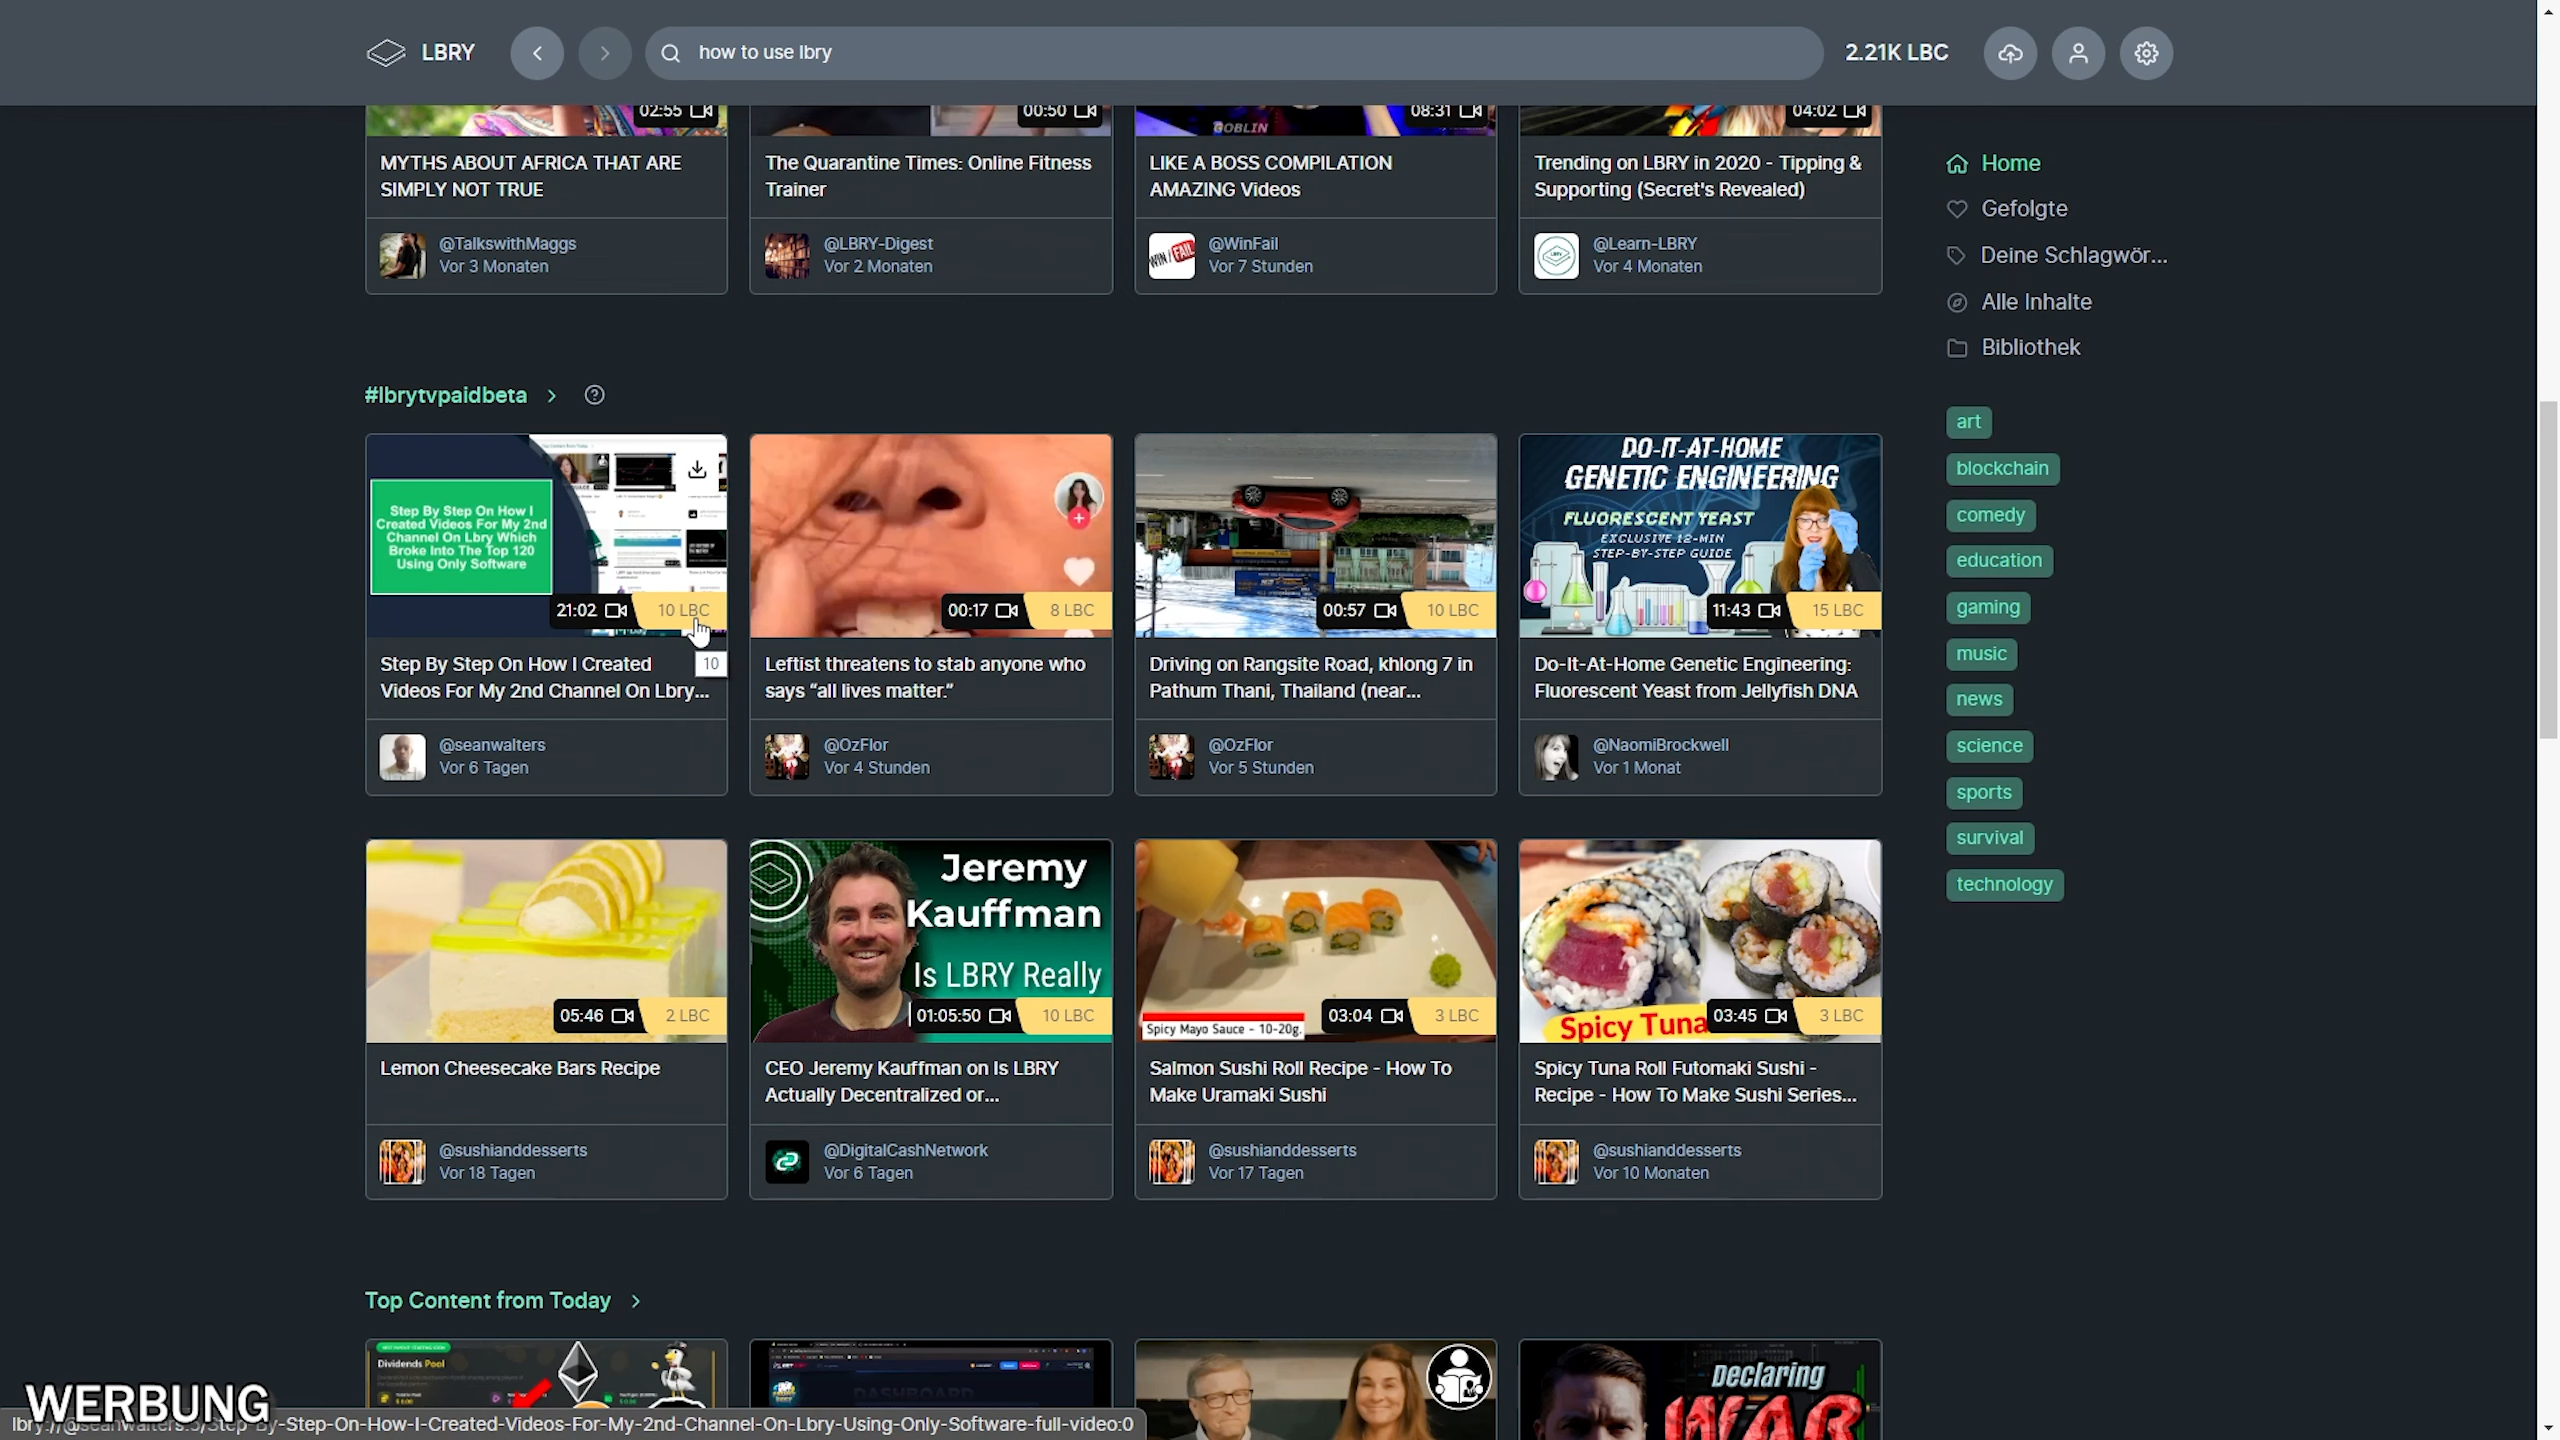 LBRY
how to use lbry
2.21K LBC
02:55
00:50
GOBLIN
08:31
04:02
MYTHS ABOUT AFRICA THAT ARE
SIMPLY NOT TRUE
The Quarantine Times: Online Fitness
Trainer
LIKE A BOSS COMPILATION
AMAZING Videos
Trending on LBRY in 2020 - Tipping &
Supporting (Secret's Revealed)
@TalkswithMaggs
Vor 3 Monaten
@LBRY-Digest
Vor 2 Monaten
WIN/FAIL
@WinFail
Vor 7 Stunden
@Learn-LBRY
Vor 4 Monaten
Home
Gefolgte
Deine Schlagwör...
Alle Inhalte
Bibliothek
art
blockchain
comedy
education
gaming
music
news
science
sports
survival
technology
#lbrytvpaidbeta
Step By Step On How I
Created Videos For My 2nd
Channel On Lbry Which
Broke Into The Top 120
Using Only Software
21:02
10 LBC
10
00:17
8 LBC
00:57
10 LBC
DO-IT-AT-HOME
GENETIC ENGINEERING
FLUORESCENT YEAST
EXCLUSIVE 12-MIN
STEP-BY-STEP GUIDE
11:43
15 LBC
Step By Step On How I Created
Videos For My 2nd Channel On Lbry...
Leftist threatens to stab anyone who
says “all lives matter.”
Driving on Rangsite Road, khlong 7 in
Pathum Thani, Thailand (near...
Do-It-At-Home Genetic Engineering:
Fluorescent Yeast from Jellyfish DNA
@seanwalters
Vor 6 Tagen
@OzFlor
Vor 4 Stunden
@OzFlor
Vor 5 Stunden
@NaomiBrockwell
Vor 1 Monat
05:46
2 LBC
Jeremy
Kauffman
Is LBRY Really
01:05:50
10 LBC
Spicy Mayo Sauce - 10-20g.
03:04
3 LBC
Spicy Tuna
03:45
3 LBC
Lemon Cheesecake Bars Recipe
CEO Jeremy Kauffman on Is LBRY
Actually Decentralized or...
Salmon Sushi Roll Recipe - How To
Make Uramaki Sushi
Spicy Tuna Roll Futomaki Sushi -
Recipe - How To Make Sushi Series...
@sushianddesserts
Vor 18 Tagen
@DigitalCashNetwork
Vor 6 Tagen
@sushianddesserts
Vor 17 Tagen
@sushianddesserts
Vor 10 Monaten
Top Content from Today
Dividends Pool
DASHBOARD
DECLARING
WAR
WERBUNG
lbry://@seanwalters:5/Step-By-Step-On-How-I-Created-Videos-For-My-2nd-Channel-On-Lbry-Using-Only-Software-full-video:0